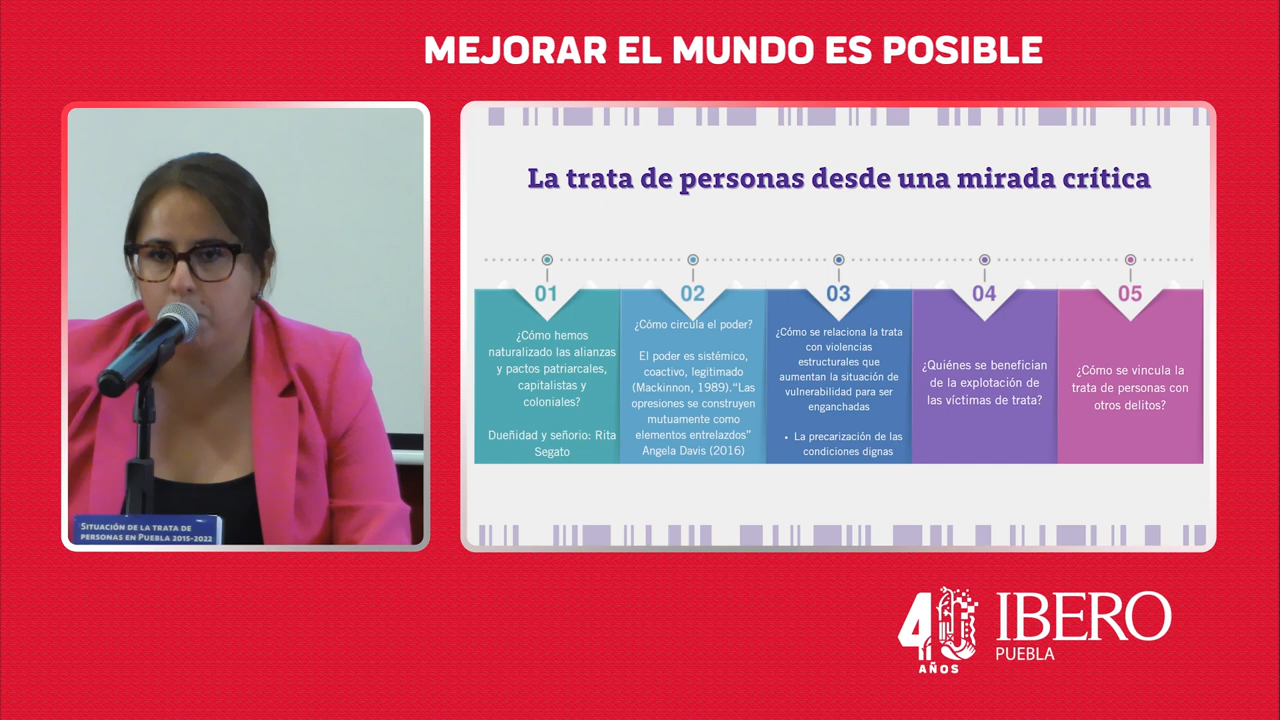 MEJORAR EL MUNDO ES POSIBLE
SITUACIÓN DE LA TRATA DE
PERSONAS EN PUEBLA 2015-2022
La trata de personas desde una mirada crítica
01
¿Cómo hemos
naturalizado las alianzas
y pactos patriarcales,
capitalistas y
coloniales?
Dueñidad y señorio: Rita
Segato
02
¿Cómo circula el poder?
El poder es sistémico,
coactivo, legitimado
(Mackinnon, 1989).“Las
opresiones se construyen
mutuamente como
elementos entrelazdos”
Angela Davis (2016)
03
¿Cómo se relaciona la trata
con violencias
estructurales que
aumentan la situación de
vulnerabilidad para ser
enganchadas
• La precarización de las
condiciones dignas
04
¿Quiénes se benefician
de la explotación de
las víctimas de trata?
05
¿Cómo se vincula la
trata de personas con
otros delitos?
40
AÑOS
IBERO
PUEBLA